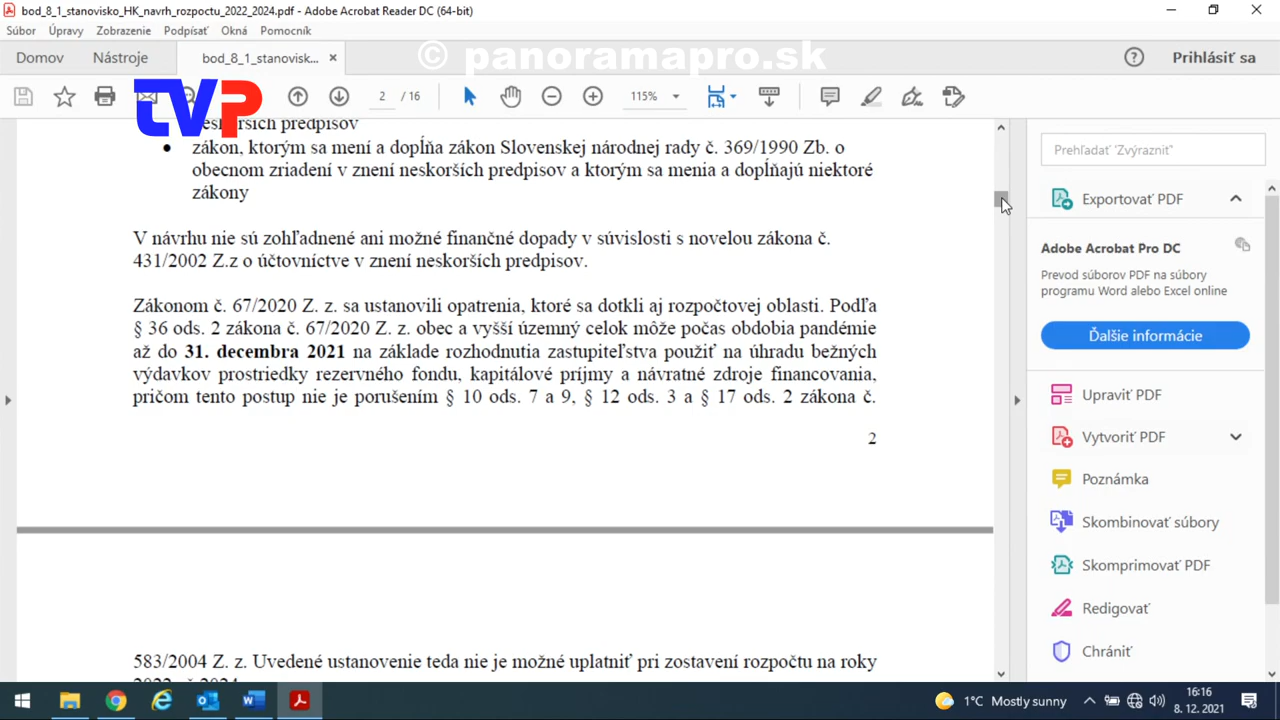 bod_8_1_stanovisko_HK_navrh_rozpoctu_2022_2024.pdf - Adobe Acrobat Reader DC (64-bit)
Súbor Úpravy Zobrazenie Podpísať Okná Pomocník
© panoramapro.sk
Domov Nástroje bod_8_1_stanovisk... × Prihlásiť sa
TVP
2 / 16 115%
neskorších predpisov
• zákon, ktorým sa mení a dopĺňa zákon Slovenskej národnej rady č. 369/1990 Zb. o
obecnom zriadení v znení neskorších predpisov a ktorým sa menia a dopĺňajú niektoré
zákony
V návrhu nie sú zohľadnené ani možné finančné dopady v súvislosti s novelou zákona č.
431/2002 Z.z o účtovníctve v znení neskorších predpisov.
Zákonom č. 67/2020 Z. z. sa ustanovili opatrenia, ktoré sa dotkli aj rozpočtovej oblasti. Podľa
§ 36 ods. 2 zákona č. 67/2020 Z. z. obec a vyšší územný celok môže počas obdobia pandémie
až do 31. decembra 2021 na základe rozhodnutia zastupiteľstva použiť na úhradu bežných
výdavkov prostriedky rezervného fondu, kapitálové príjmy a návratné zdroje financovania,
pričom tento postup nie je porušením § 10 ods. 7 a 9, § 12 ods. 3 a § 17 ods. 2 zákona č.
2
583/2004 Z. z. Uvedené ustanovenie teda nie je možné uplatniť pri zostavení rozpočtu na roky
Prehľadať 'Zvýrazniť'
Exportovať PDF
Adobe Acrobat Pro DC
Prevod súborov PDF na súbory
programu Word alebo Excel online
Ďalšie informácie
Upraviť PDF
Vytvoriť PDF
Poznámka
Skombinovať súbory
Skomprimovať PDF
Redigovať
Chrániť
1°C Mostly sunny
16:16
8. 12. 2021